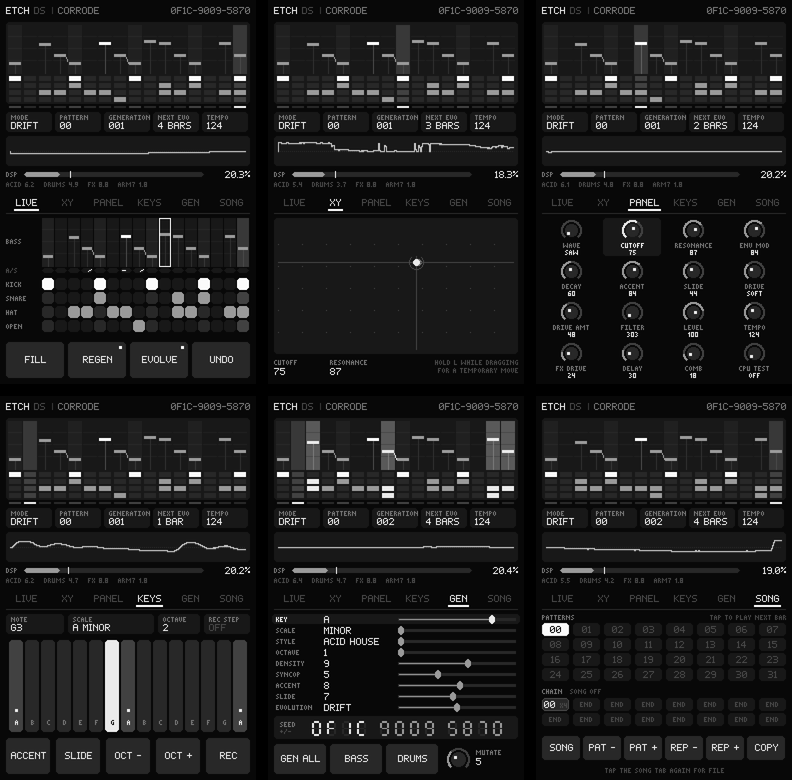 ETCH DS | CORRODE 0F1C-9009-5870
MODE PATTERN GENERATION NEXT EVO TEMPO
DRIFT 00 001 4 BARS 124
DSP 20.3%
ACID 6.2 DRUMS 4.9 FX 8.8 ARM7 1.8
LIVE XY PANEL KEYS GEN SONG
BASS
A/S
KICK
SNARE
HAT
OPEN
FILL REGEN EVOLVE UNDO
ETCH DS | CORRODE 0F1C-9009-5870
MODE PATTERN GENERATION NEXT EVO TEMPO
DRIFT 00 001 3 BARS 124
DSP 18.3%
ACID 5.4 DRUMS 3.7 FX 8.8 ARM7 1.8
LIVE XY PANEL KEYS GEN SONG
CUTOFF RESONANCE HOLD L WHILE DRAGGING
75 87 FOR A TEMPORARY MOVE
ETCH DS | CORRODE 0F1C-9009-5870
MODE PATTERN GENERATION NEXT EVO TEMPO
DRIFT 00 001 2 BARS 124
DSP 20.2%
ACID 6.1 DRUMS 4.8 FX 8.8 ARM7 1.8
LIVE XY PANEL KEYS GEN SONG
WAVE CUTOFF RESONANCE ENV MOD
SAW 75 87 84
DECAY ACCENT SLIDE DRIVE
60 84 44 SOFT
DRIVE AMT FILTER LEVEL TEMPO
48 303 100 124
FX DRIVE DELAY COMB CPU TEST
24 30 18 OFF
ETCH DS | CORRODE 0F1C-9009-5870
MODE PATTERN GENERATION NEXT EVO TEMPO
DRIFT 00 001 1 BAR 124
DSP 20.2%
ACID 6.2 DRUMS 4.7 FX 8.8 ARM7 1.8
LIVE XY PANEL KEYS GEN SONG
NOTE SCALE OCTAVE REC STEP
G3 A MINOR 2 OFF
A B C D E F G A B C D E F G A
ACCENT SLIDE OCT - OCT + REC
ETCH DS | CORRODE 0F1C-9009-5870
MODE PATTERN GENERATION NEXT EVO TEMPO
DRIFT 00 002 4 BARS 124
DSP 20.4%
ACID 6.4 DRUMS 4.7 FX 8.8 ARM7 1.8
LIVE XY PANEL KEYS GEN SONG
KEY A
SCALE MINOR
STYLE ACID HOUSE
OCTAVE 1
DENSITY 9
SYNCOP 5
ACCENT 8
SLIDE 7
EVOLUTION DRIFT
SEED +/- 0F1C 9009 5870
GEN ALL BASS DRUMS MUTATE 5
ETCH DS | CORRODE 0F1C-9009-5870
MODE PATTERN GENERATION NEXT EVO TEMPO
DRIFT 00 002 4 BARS 124
DSP 19.0%
ACID 5.5 DRUMS 4.2 FX 8.8 ARM7 1.8
LIVE XY PANEL KEYS GEN SONG
PATTERNS TAP TO PLAY NEXT BAR
00 01 02 03 04 05 06 07
08 09 10 11 12 13 14 15
16 17 18 19 20 21 22 23
24 25 26 27 28 29 30 31
CHAIN SONG OFF
00 END END END END END END END
END END END END END END END END
SONG PAT - PAT + REP - REP + COPY
TAP THE SONG TAB AGAIN FOR FILE